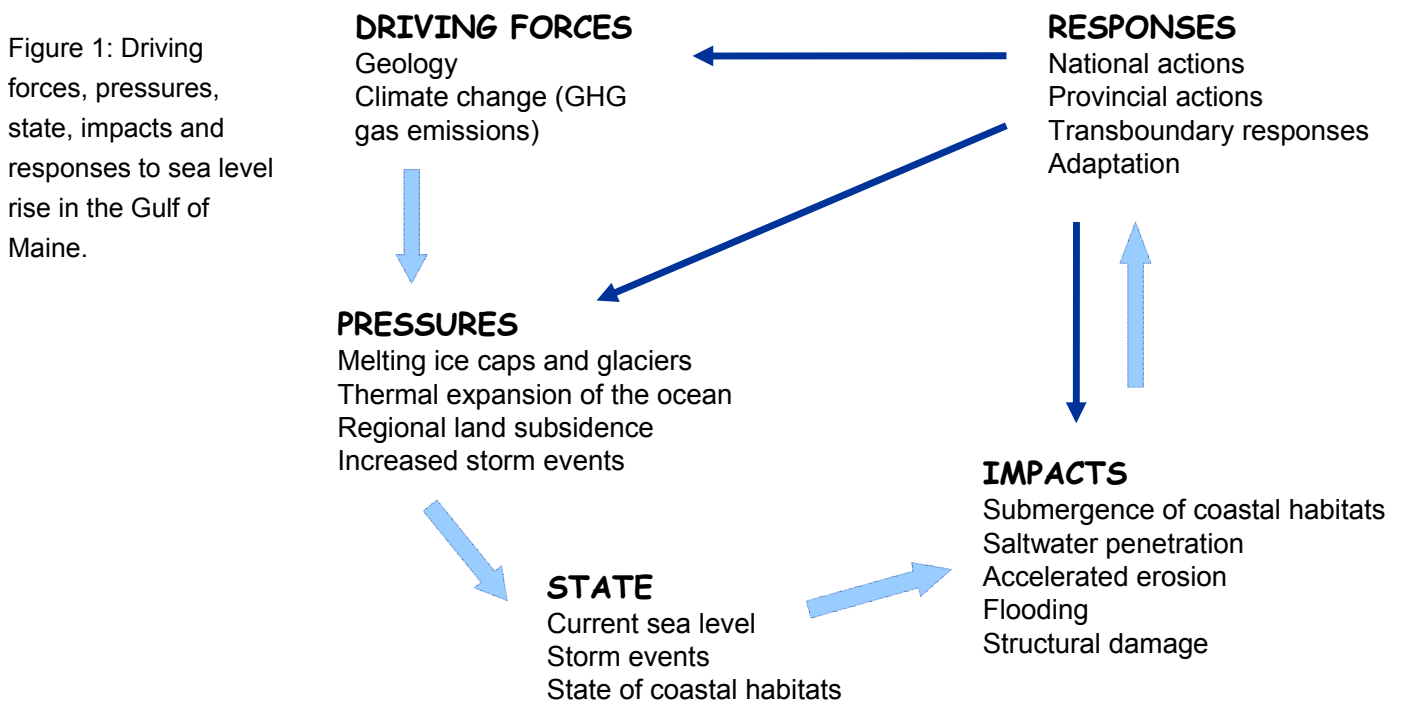 Figure 1: Driving
forces, pressures,
state, impacts and
responses to sea level
rise in the Gulf of
Maine.
DRIVING FORCES
Geology
Climate change (GHG
gas emissions)
RESPONSES
National actions
Provincial actions
Transboundary responses
Adaptation
PRESSURES
Melting ice caps and glaciers
Thermal expansion of the ocean
Regional land subsidence
Increased storm events
STATE
Current sea level
Storm events
State of coastal habitats
IMPACTS
Submergence of coastal habitats
Saltwater penetration
Accelerated erosion
Flooding
Structural damage